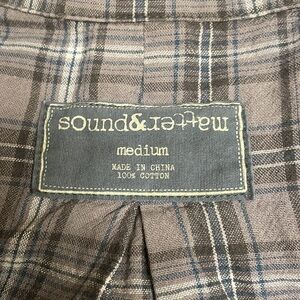 sound&matter
medium
MADE IN CHINA
100% COTTON